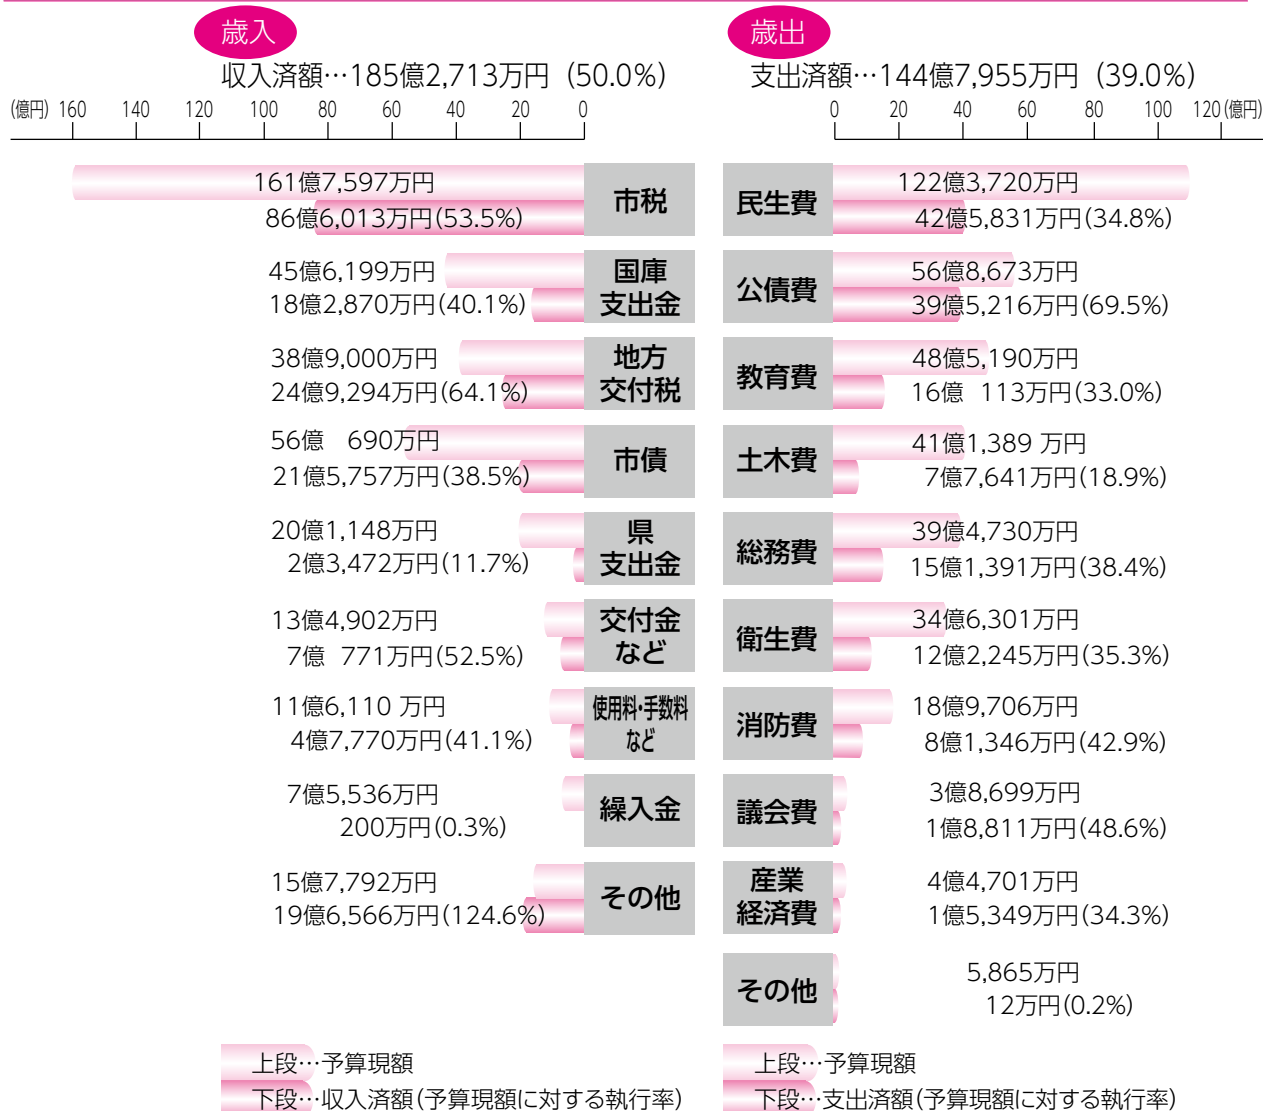 歳入
収入済額…185億2,713万円 (50.0%)
(億円) 160 140 120 100 80 60 40 20 0
161億7,597万円
86億6,013万円(53.5%)
市税
45億6,199万円
18億2,870万円(40.1%)
国庫
支出金
38億9,000万円
24億9,294万円(64.1%)
地方
交付税
56億 690万円
21億5,757万円(38.5%)
市債
20億1,148万円
2億3,472万円(11.7%)
県
支出金
13億4,902万円
7億 771万円(52.5%)
交付金
など
11億6,110 万円
4億7,770万円(41.1%)
使用料・手数料
など
7億5,536万円
200万円(0.3%)
繰入金
15億7,792万円
19億6,566万円(124.6%)
その他
上段…予算現額
下段…収入済額(予算現額に対する執行率)
歳出
支出済額…144億7,955万円 (39.0%)
0 20 40 60 80 100 120 (億円)
民生費
122億3,720万円
42億5,831万円(34.8%)
公債費
56億8,673万円
39億5,216万円(69.5%)
教育費
48億5,190万円
16億 113万円(33.0%)
土木費
41億1,389 万円
7億7,641万円(18.9%)
総務費
39億4,730万円
15億1,391万円(38.4%)
衛生費
34億6,301万円
12億2,245万円(35.3%)
消防費
18億9,706万円
8億1,346万円(42.9%)
議会費
3億8,699万円
1億8,811万円(48.6%)
産業
経済費
4億4,701万円
1億5,349万円(34.3%)
その他
5,865万円
12万円(0.2%)
上段…予算現額
下段…支出済額(予算現額に対する執行率)